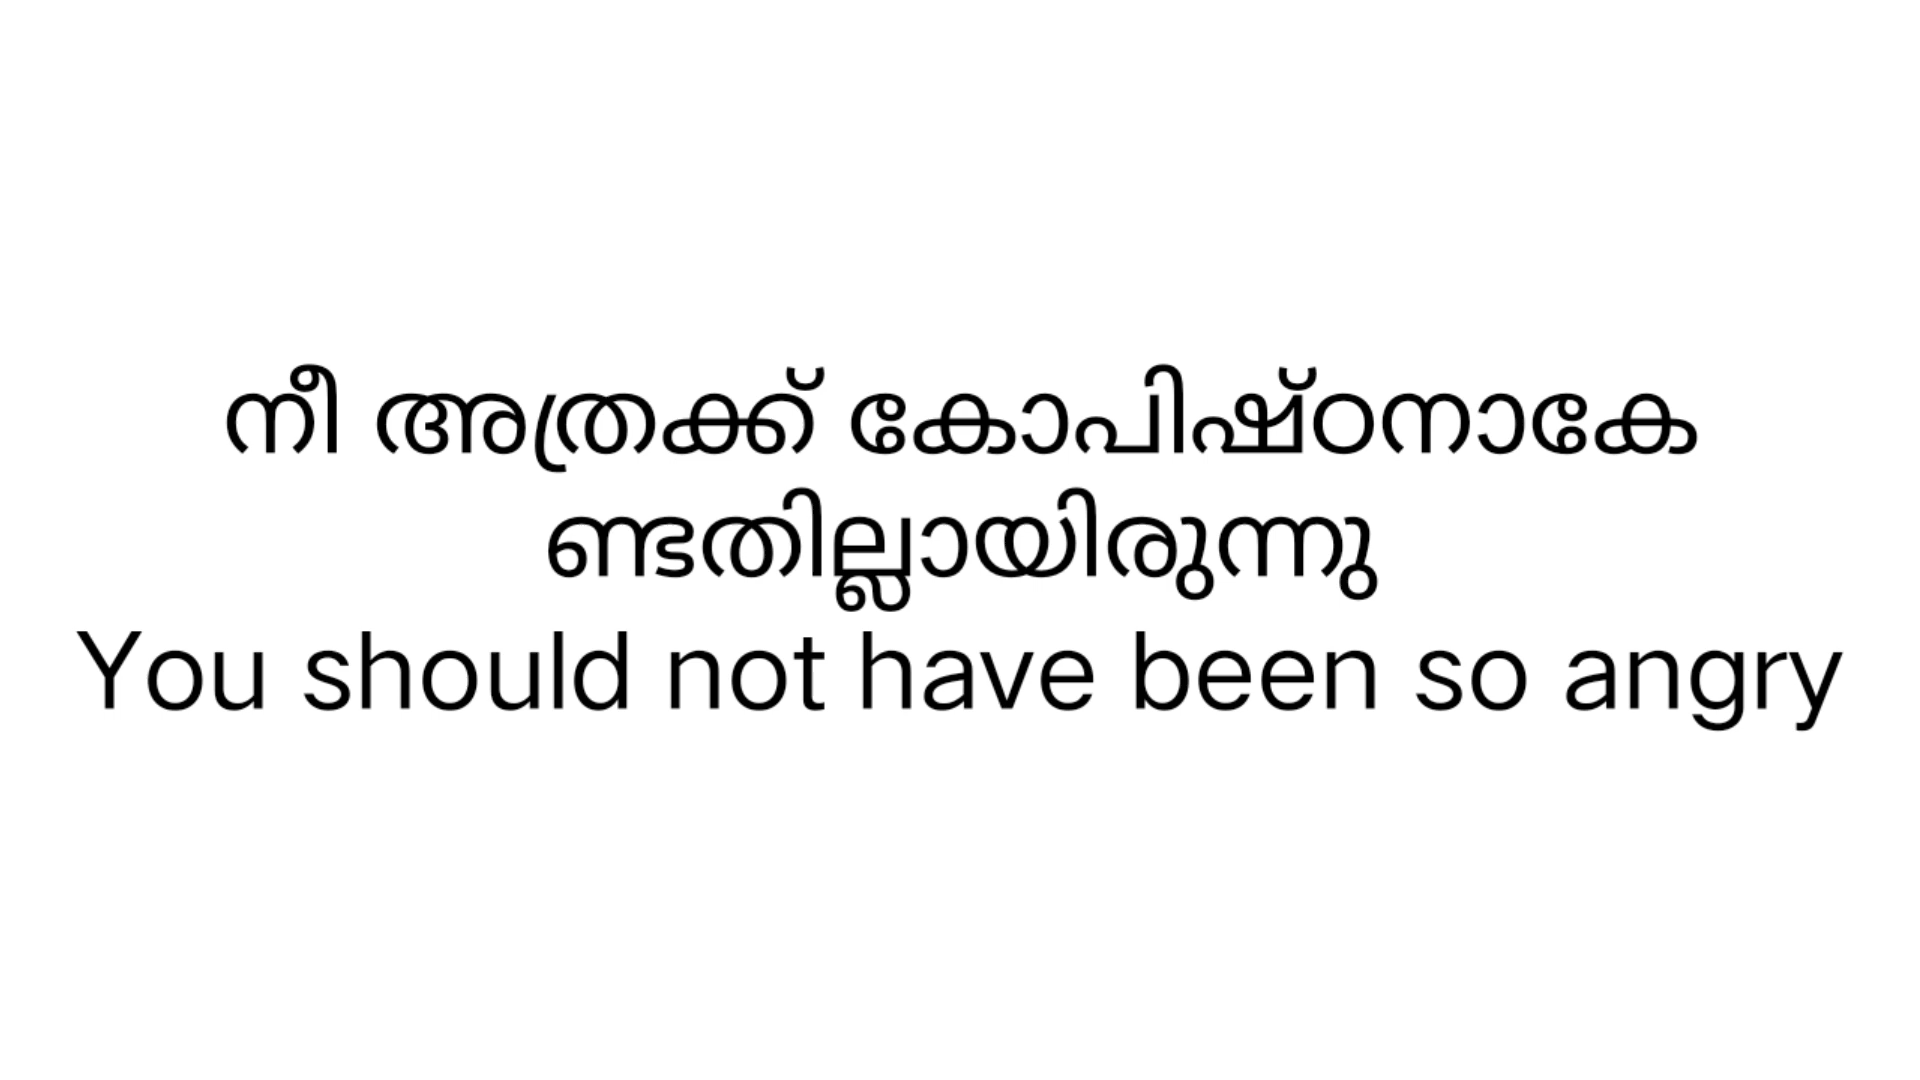 നീ അത്രക്ക് കോപിഷ്ഠനാകേ
ണ്ടതില്ലായിരുന്നു
You should not have been so angry